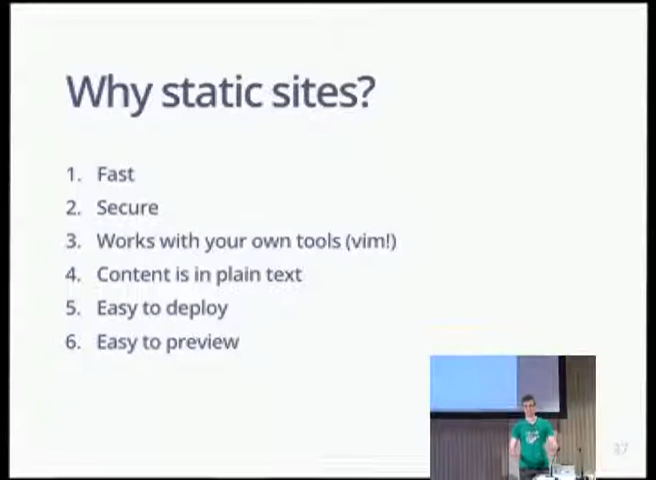 Why static sites?
1. Fast
2. Secure
3. Works with your own tools (vim!)
4. Content is in plain text
5. Easy to deploy
6. Easy to preview
37